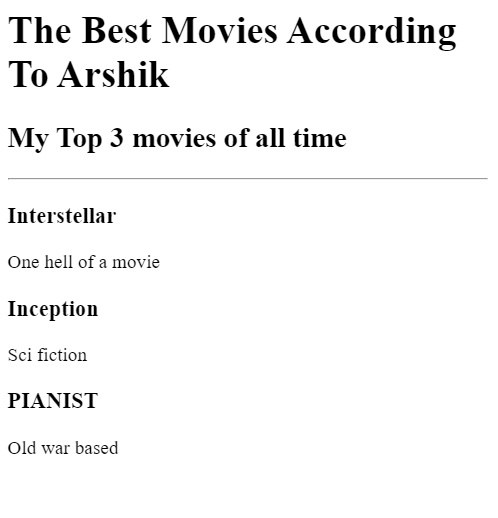 The Best Movies According
To Arshik
My Top 3 movies of all time
Interstellar
One hell of a movie
Inception
Sci fiction
PIANIST
Old war based